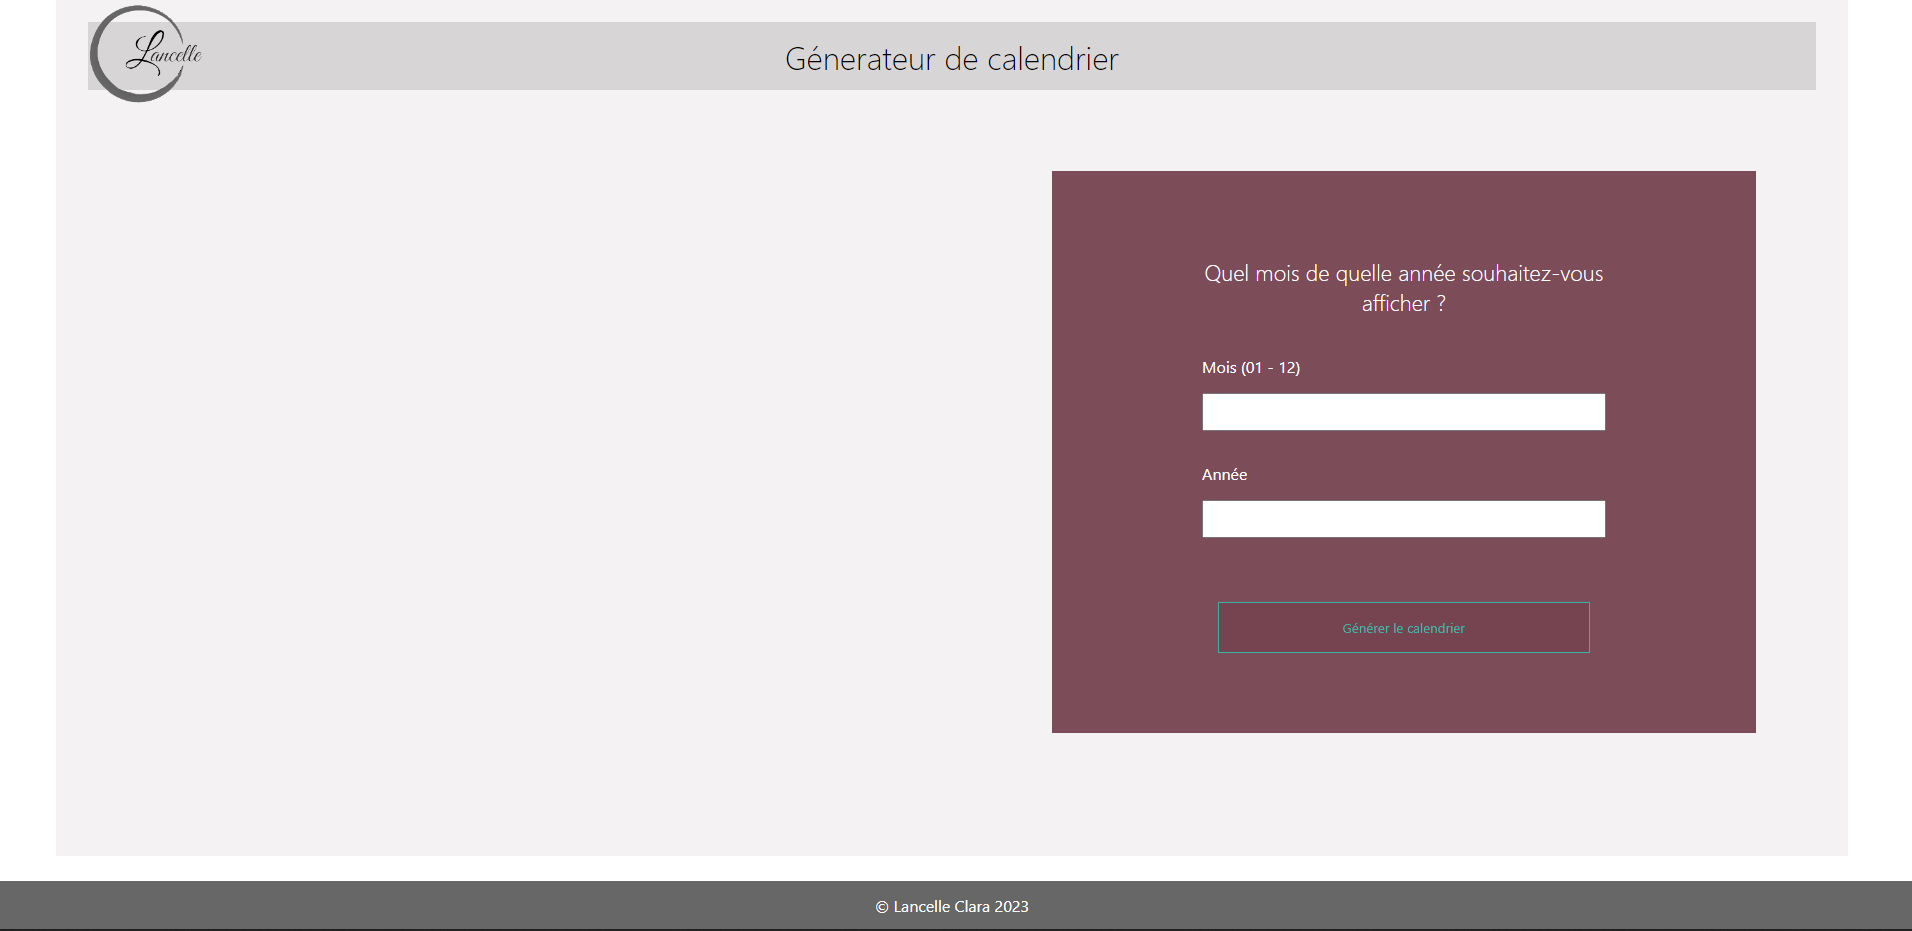 Lancelle
Génerateur de calendrier
Quel mois de quelle année souhaitez-vous
afficher ?
Mois (01 - 12)
Année
Générer le calendrier
© Lancelle Clara 2023